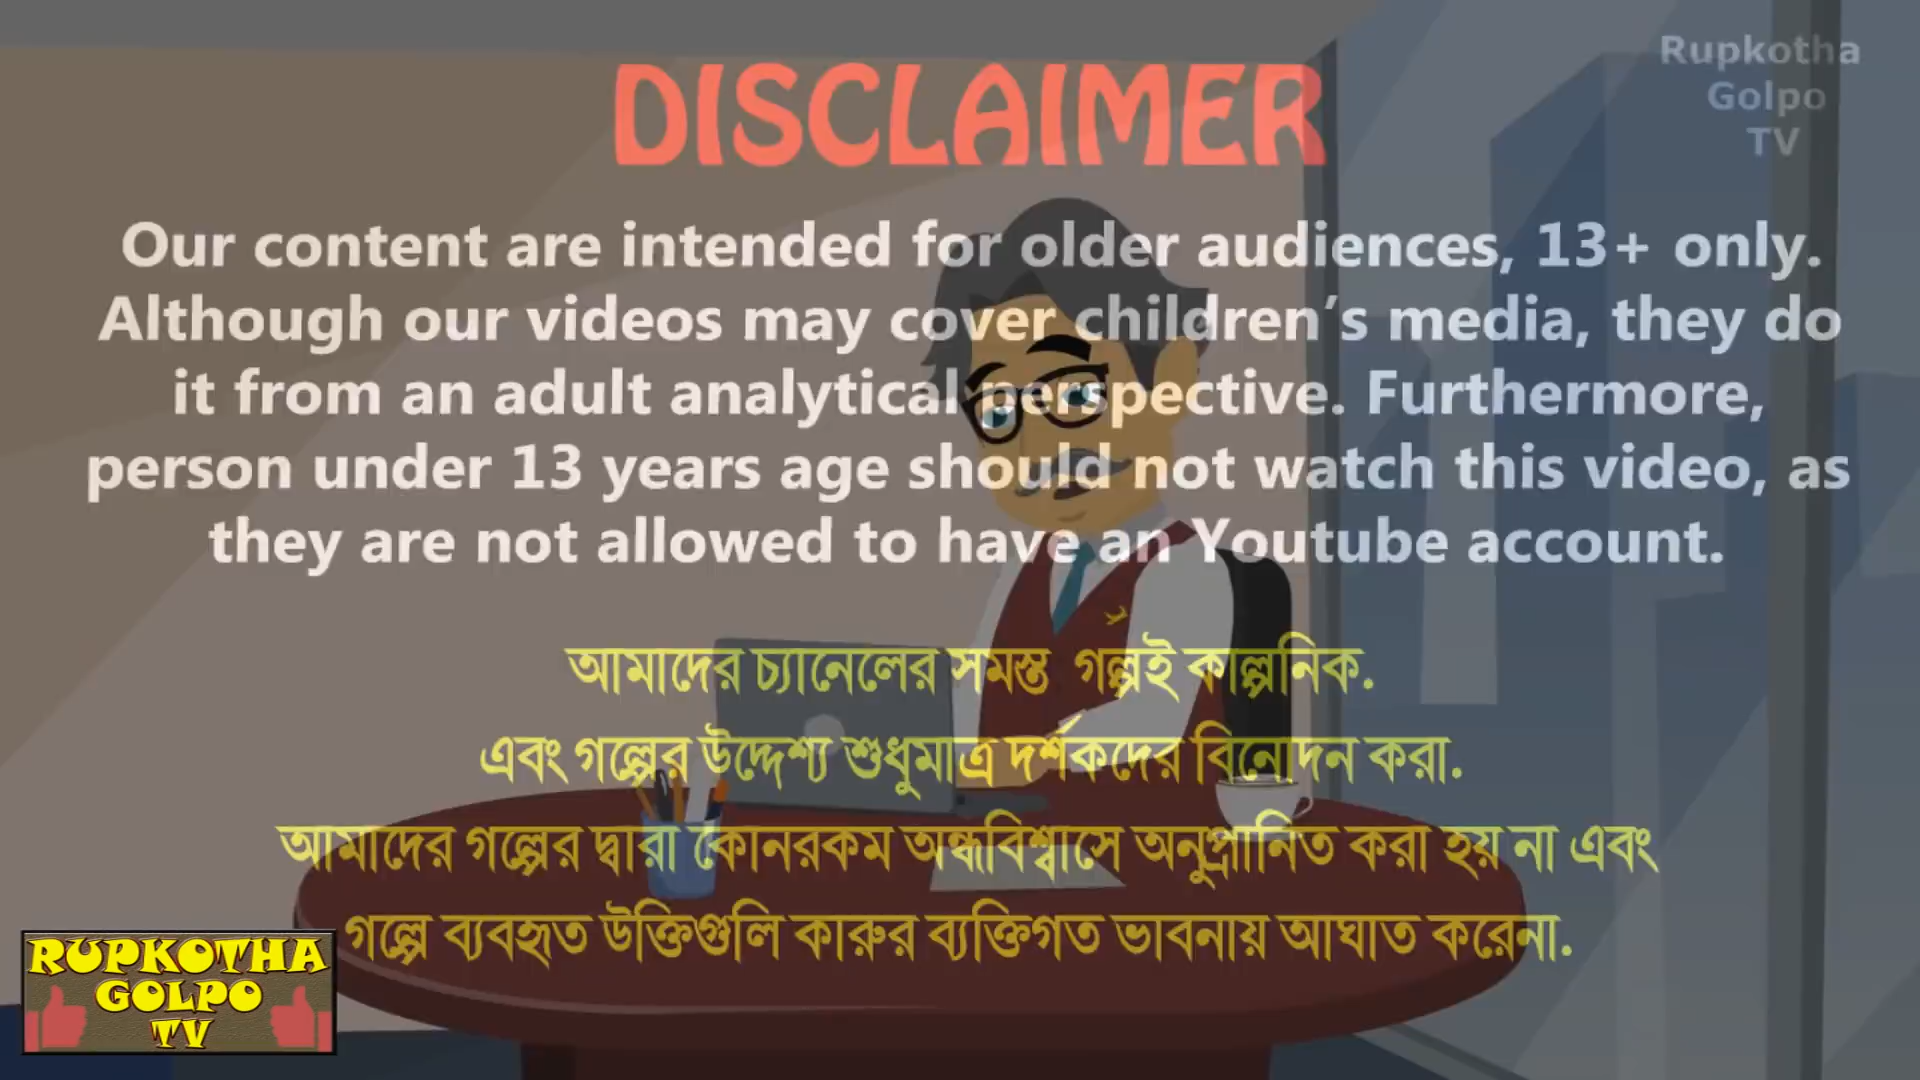 Rupkotha
Golpo
TV
DISCLAIMER
Our content are intended for older audiences, 13+ only.
Although our videos may cover children’s media, they do
it from an adult analytical perspective. Furthermore,
person under 13 years age should not watch this video, as
they are not allowed to have an Youtube account.
আমাদের চ্যানেলের সমস্ত গল্পই কাল্পনিক.
এবং গল্পের উদ্দেশ্য শুধুমাএ দর্শকদের বিনোদন করা.
আমাদের গল্পের দ্বারা কোনরকম অন্ধবিশ্বাসে অনুপ্রানিত করা হয় না এবং
গল্পে ব্যবহৃত উক্তিগুলি কারুর ব্যক্তিগত ভাবনায় আঘাত করেনা.
RUPKOTHA
GOLPO
TV